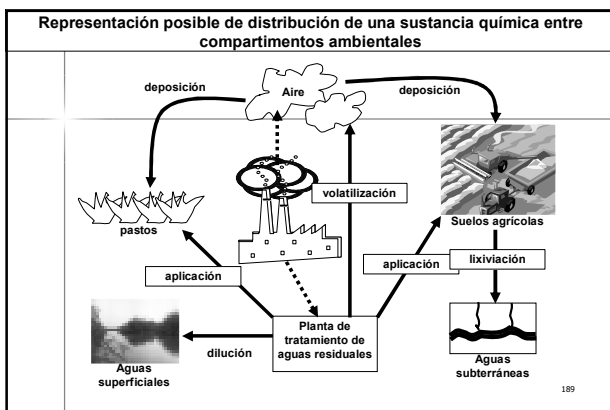 Representación posible de distribución de una sustancia química entre
compartimentos ambientales
deposición
Aire
deposición
volatilización
pastos
Suelos agrícolas
aplicación
aplicación
lixiviación
Planta de
tratamiento de
aguas residuales
dilución
Aguas
superficiales
Aguas
subterráneas
189